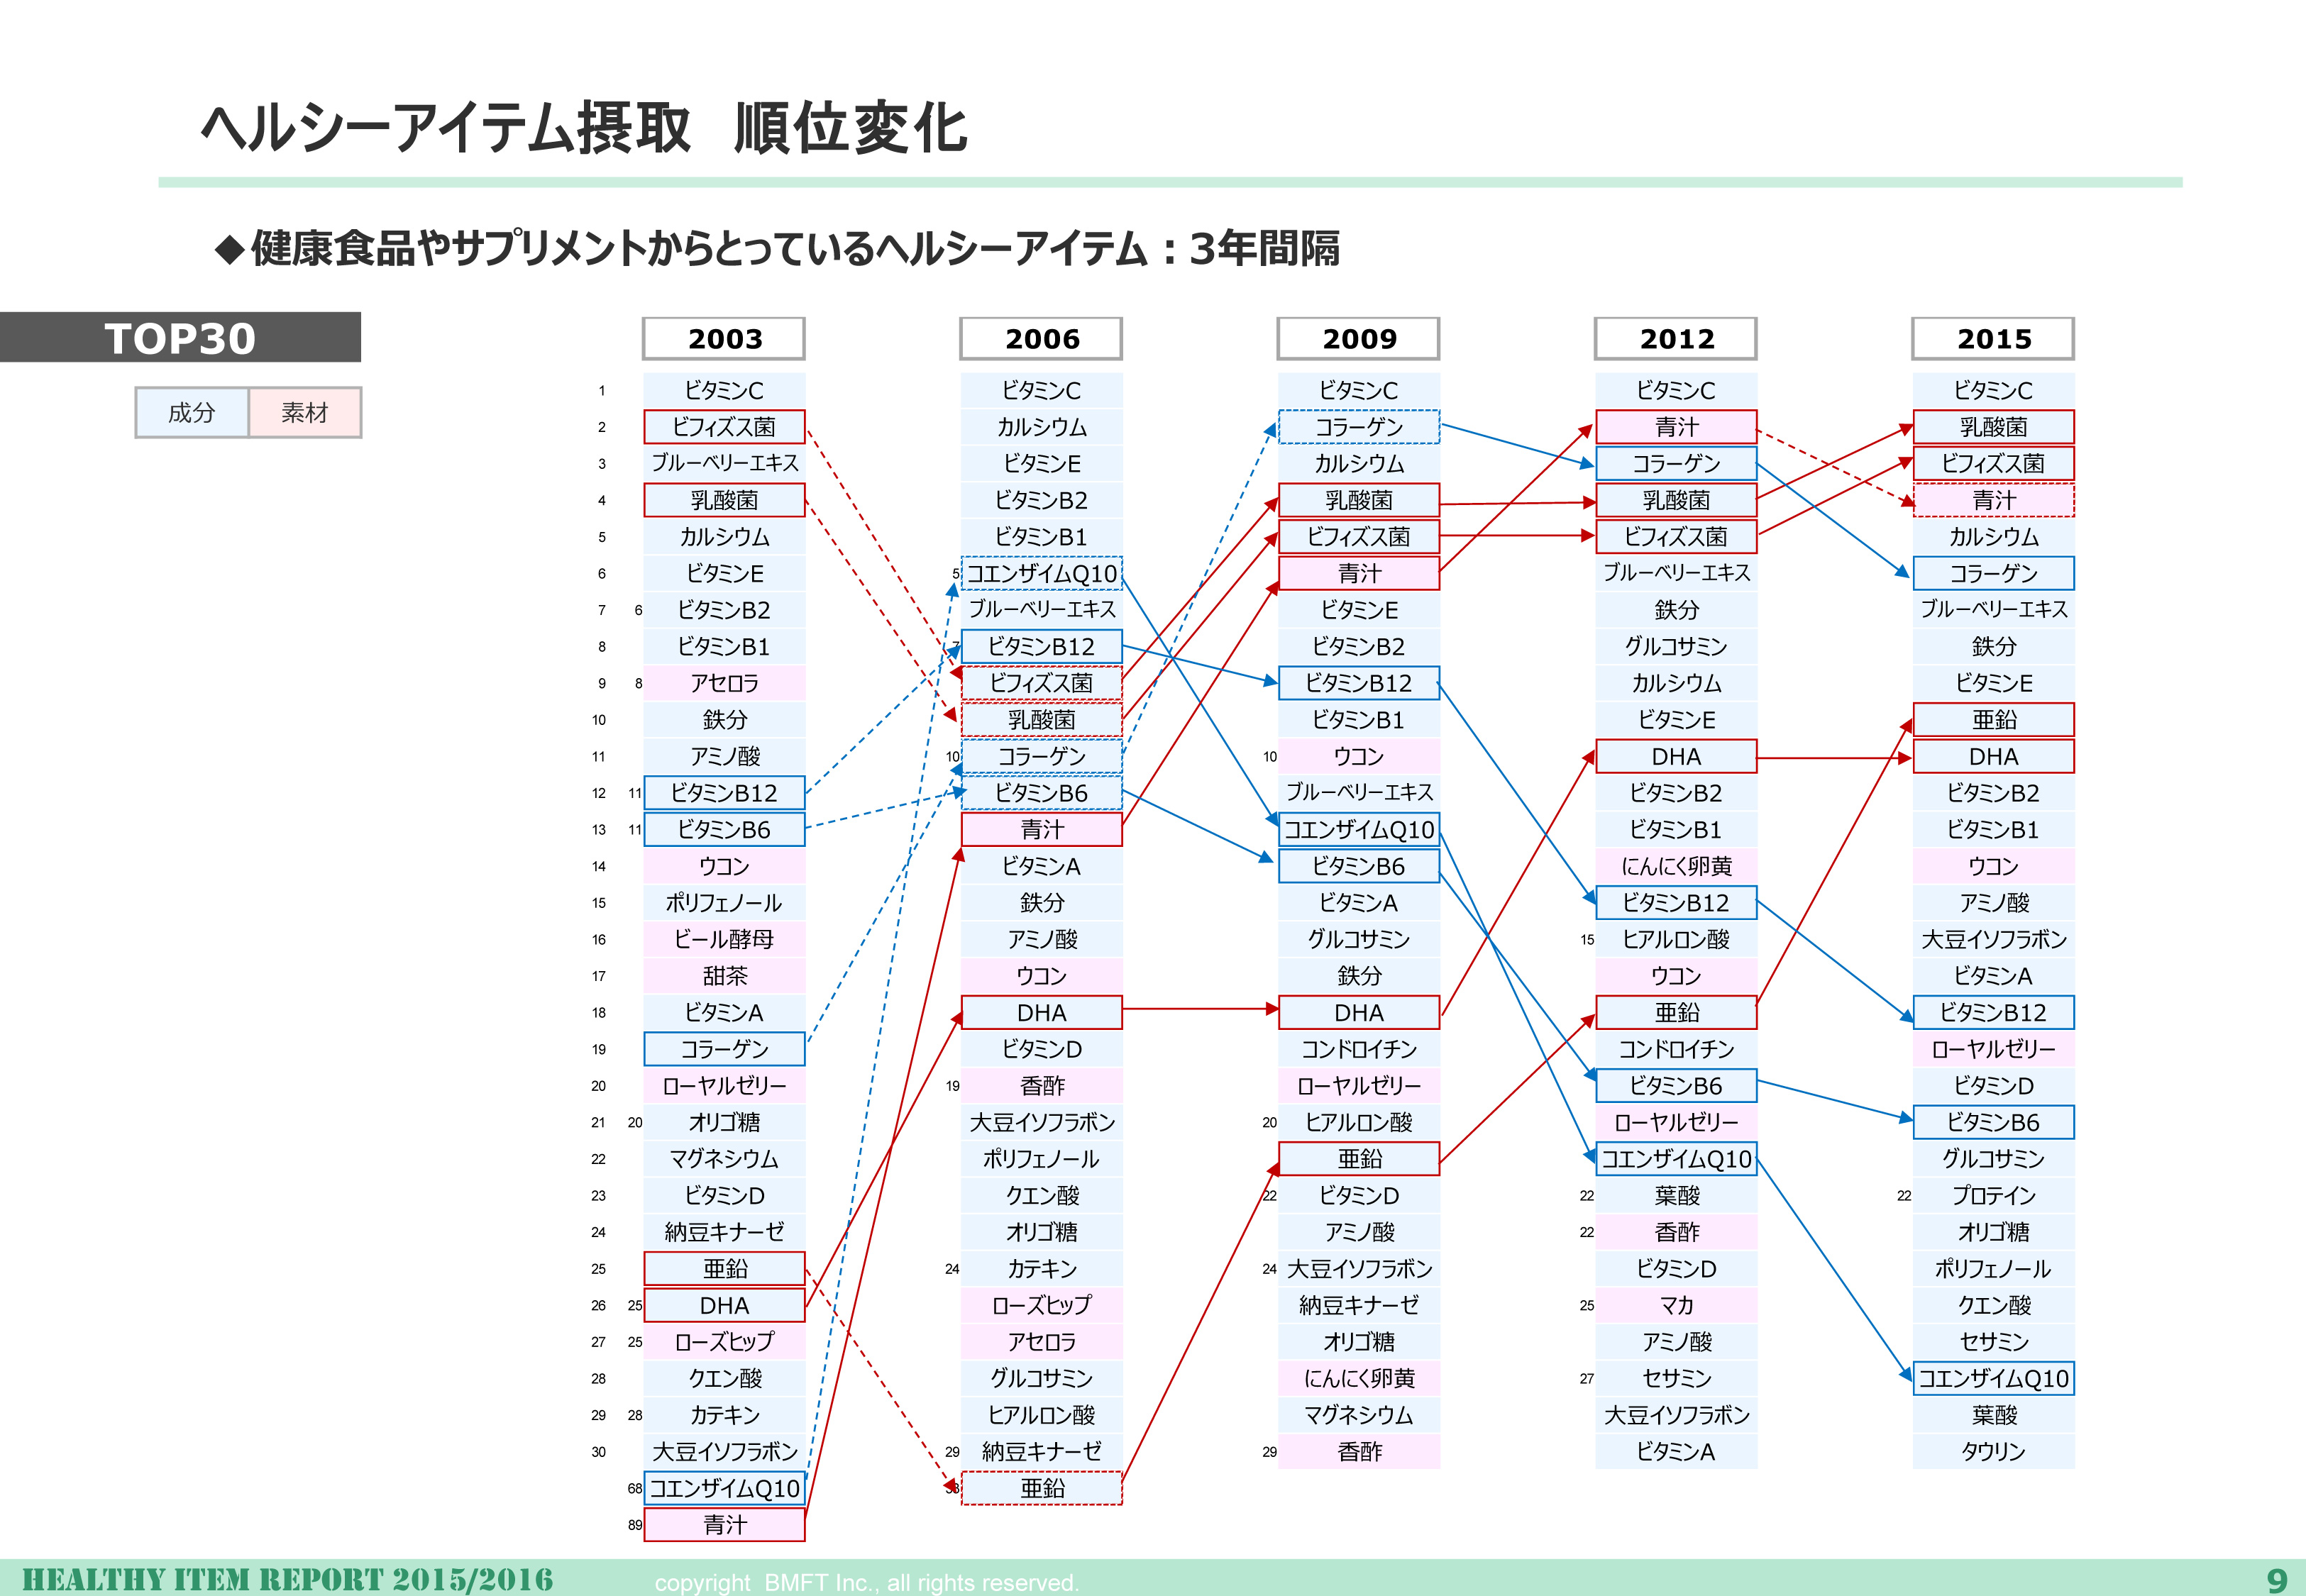 ヘルシーアイテム摂取　順位変化
◆健康食品やサプリメントからとっているヘルシーアイテム：3年間隔
TOP30
成分 素材
2003 2006 2009 2012 2015
1 ビタミンC ビタミンC ビタミンC ビタミンC ビタミンC
2 ビフィズス菌 カルシウム コラーゲン 青汁 乳酸菌
3 ブルーベリーエキス ビタミンE カルシウム コラーゲン ビフィズス菌
4 乳酸菌 ビタミンB2 乳酸菌 乳酸菌 青汁
5 カルシウム ビタミンB1 ビフィズス菌 ビフィズス菌 カルシウム
6 ビタミンE 5 コエンザイムQ10 青汁 ブルーベリーエキス コラーゲン
7 6 ビタミンB2 ブルーベリーエキス ビタミンE 鉄分 ブルーベリーエキス
8 ビタミンB1 7 ビタミンB12 ビタミンB2 グルコサミン 鉄分
9 8 アセロラ ビフィズス菌 ビタミンB12 カルシウム ビタミンE
10 鉄分 乳酸菌 ビタミンB1 ビタミンE 亜鉛
11 アミノ酸 10 コラーゲン 10 ウコン DHA DHA
12 11 ビタミンB12 ビタミンB6 ブルーベリーエキス ビタミンB2 ビタミンB2
13 11 ビタミンB6 青汁 コエンザイムQ10 ビタミンB1 ビタミンB1
14 ウコン ビタミンA ビタミンB6 にんにく卵黄 ウコン
15 ポリフェノール 鉄分 ビタミンA ビタミンB12 アミノ酸
16 ビール酵母 アミノ酸 グルコサミン 15 ヒアルロン酸 大豆イソフラボン
17 甜茶 ウコン 鉄分 ウコン ビタミンA
18 ビタミンA DHA DHA 亜鉛 ビタミンB12
19 コラーゲン ビタミンD コンドロイチン コンドロイチン ローヤルゼリー
20 ローヤルゼリー 19 香酢 ローヤルゼリー ビタミンB6 ビタミンD
21 20 オリゴ糖 大豆イソフラボン 20 ヒアルロン酸 ローヤルゼリー ビタミンB6
22 マグネシウム ポリフェノール 亜鉛 コエンザイムQ10 グルコサミン
23 ビタミンD クエン酸 22 ビタミンD 22 葉酸 22 プロテイン
24 納豆キナーゼ オリゴ糖 アミノ酸 22 香酢 オリゴ糖
25 亜鉛 24 カテキン 24 大豆イソフラボン ビタミンD ポリフェノール
26 25 DHA ローズヒップ 納豆キナーゼ 25 マカ クエン酸
27 25 ローズヒップ アセロラ オリゴ糖 アミノ酸 セサミン
28 クエン酸 グルコサミン にんにく卵黄 27 セサミン コエンザイムQ10
29 28 カテキン ヒアルロン酸 マグネシウム 大豆イソフラボン 葉酸
30 大豆イソフラボン 29 納豆キナーゼ 29 香酢 ビタミンA タウリン
68 コエンザイムQ10 亜鉛
89 青汁
HEALTHY ITEM REPORT 2015/2016 copyright BMFT Inc., all rights reserved. 9